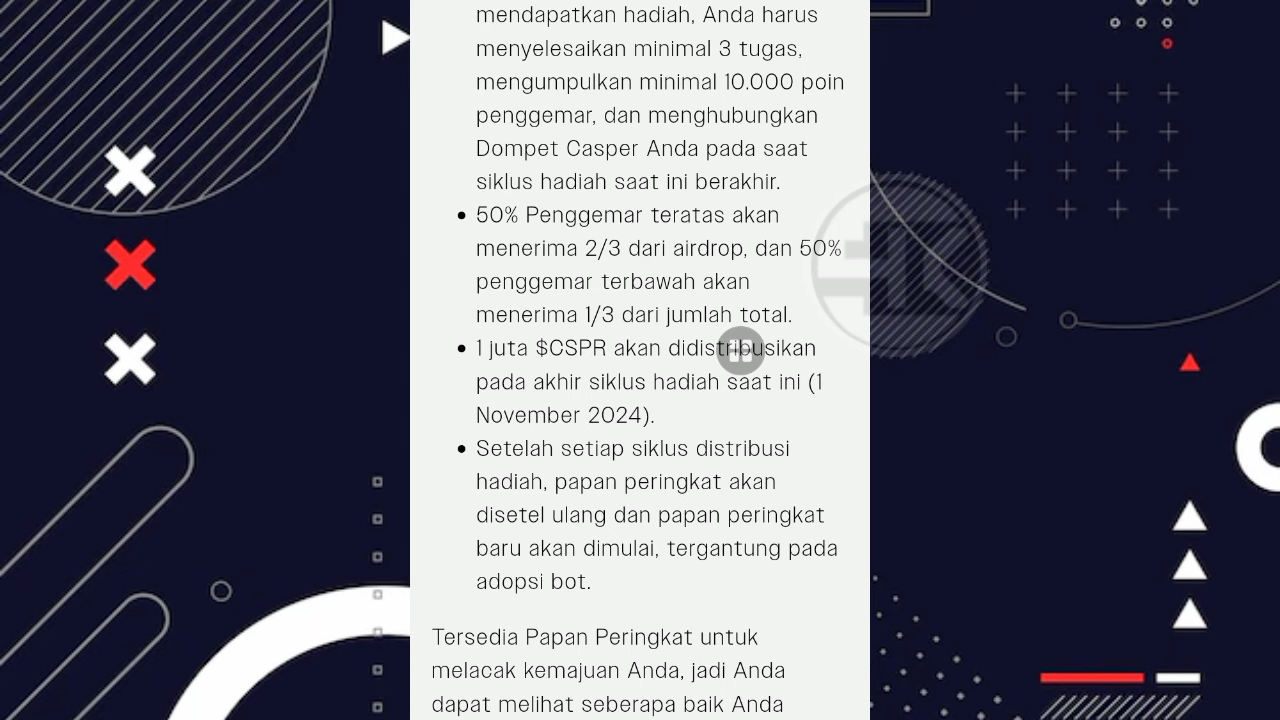 mendapatkan hadiah, Anda harus
menyelesaikan minimal 3 tugas,
mengumpulkan minimal 10.000 poin
penggemar, dan menghubungkan
Dompet Casper Anda pada saat
siklus hadiah saat ini berakhir.
• 50% Penggemar teratas akan
menerima 2/3 dari airdrop, dan 50%
penggemar terbawah akan
menerima 1/3 dari jumlah total.
• 1 juta $CSPR akan didistribusikan
pada akhir siklus hadiah saat ini (1
November 2024).
• Setelah setiap siklus distribusi
hadiah, papan peringkat akan
disetel ulang dan papan peringkat
baru akan dimulai, tergantung pada
adopsi bot.
Tersedia Papan Peringkat untuk
melacak kemajuan Anda, jadi Anda
dapat melihat seberapa baik Anda